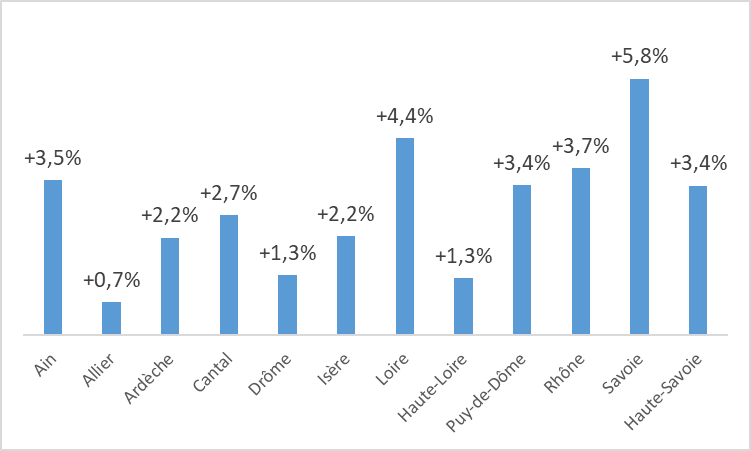 +3,5%
+0,7%
+2,2%
+2,7%
+1,3%
+2,2%
+4,4%
+1,3%
+3,4%
+3,7%
+5,8%
+3,4%
Ain
Allier
Ardèche
Cantal
Drôme
Isère
Loire
Haute-Loire
Puy-de-Dôme
Rhône
Savoie
Haute-Savoie